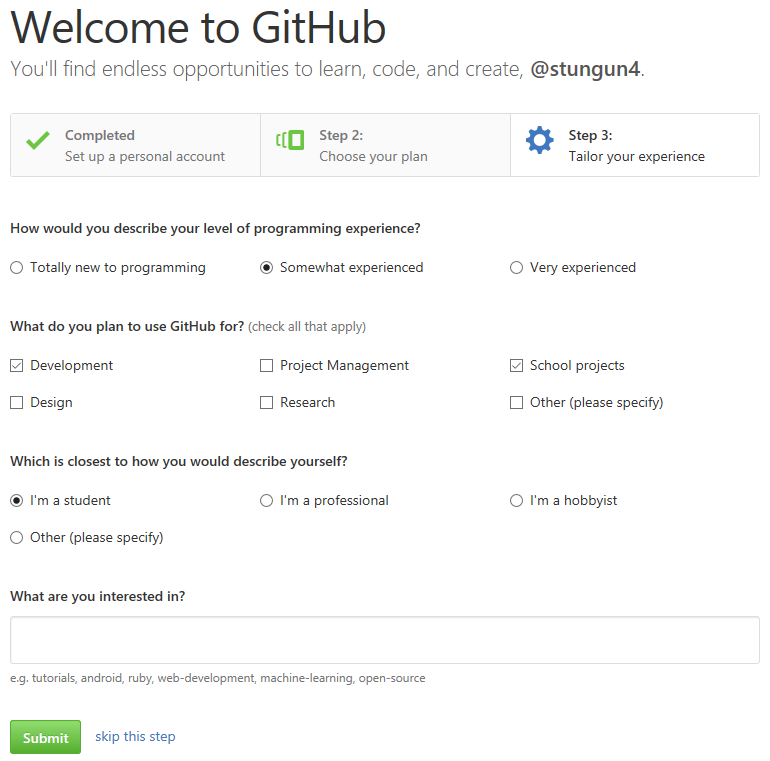 Welcome to GitHub
You'll find endless opportunities to learn, code, and create, @stungun4.
Completed
Set up a personal account
Step 2:
Choose your plan
Step 3:
Tailor your experience
How would you describe your level of programming experience?
Totally new to programming
Somewhat experienced
Very experienced
What do you plan to use GitHub for? (check all that apply)
Development
Project Management
School projects
Design
Research
Other (please specify)
Which is closest to how you would describe yourself?
I'm a student
I'm a professional
I'm a hobbyist
Other (please specify)
What are you interested in?
e.g. tutorials, android, ruby, web-development, machine-learning, open-source
Submit
skip this step